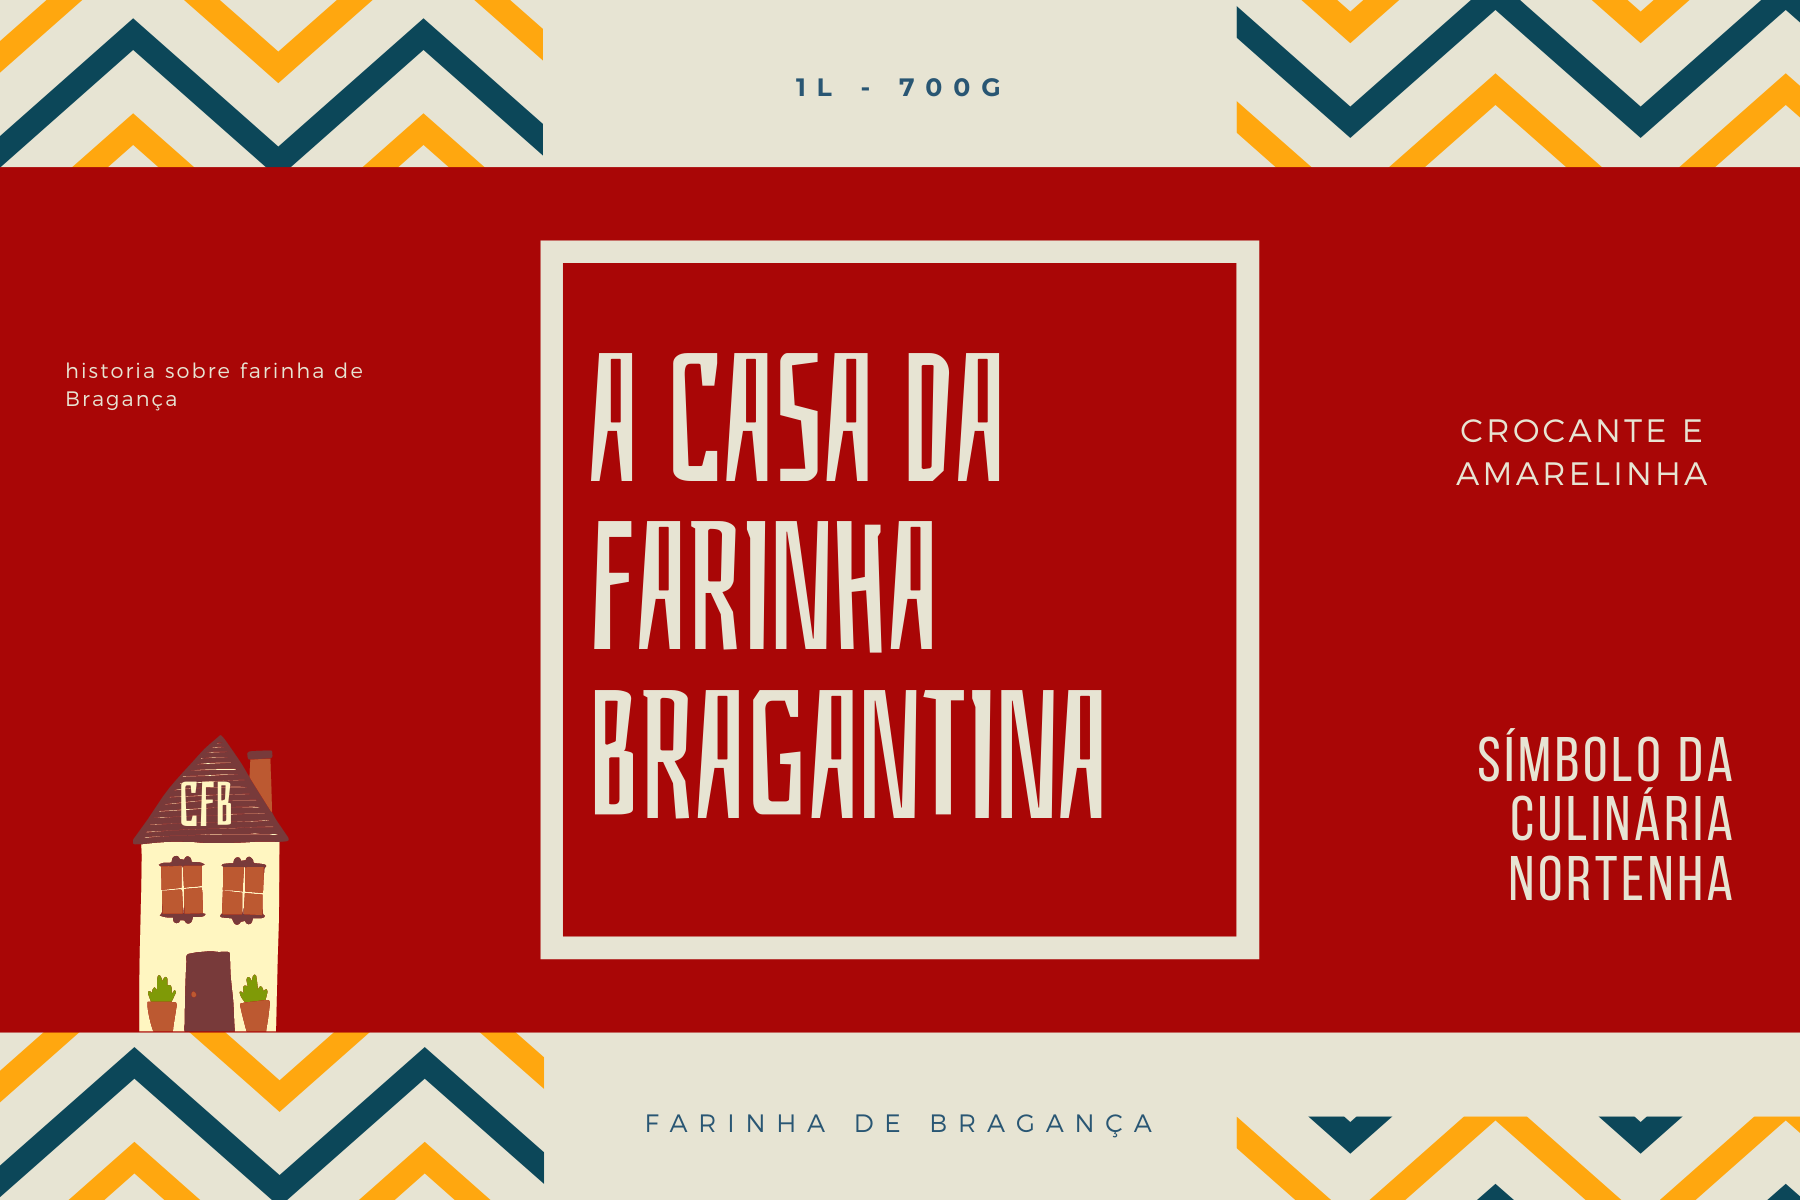 1L - 700G
historia sobre farinha de
Bragança
A CASA DA
FARINHA
BRAGANTINA
CROCANTE E
AMARELINHA
SÍMBOLO DA
CULINÁRIA
NORTENHA
CFB
FARINHA DE BRAGANÇA